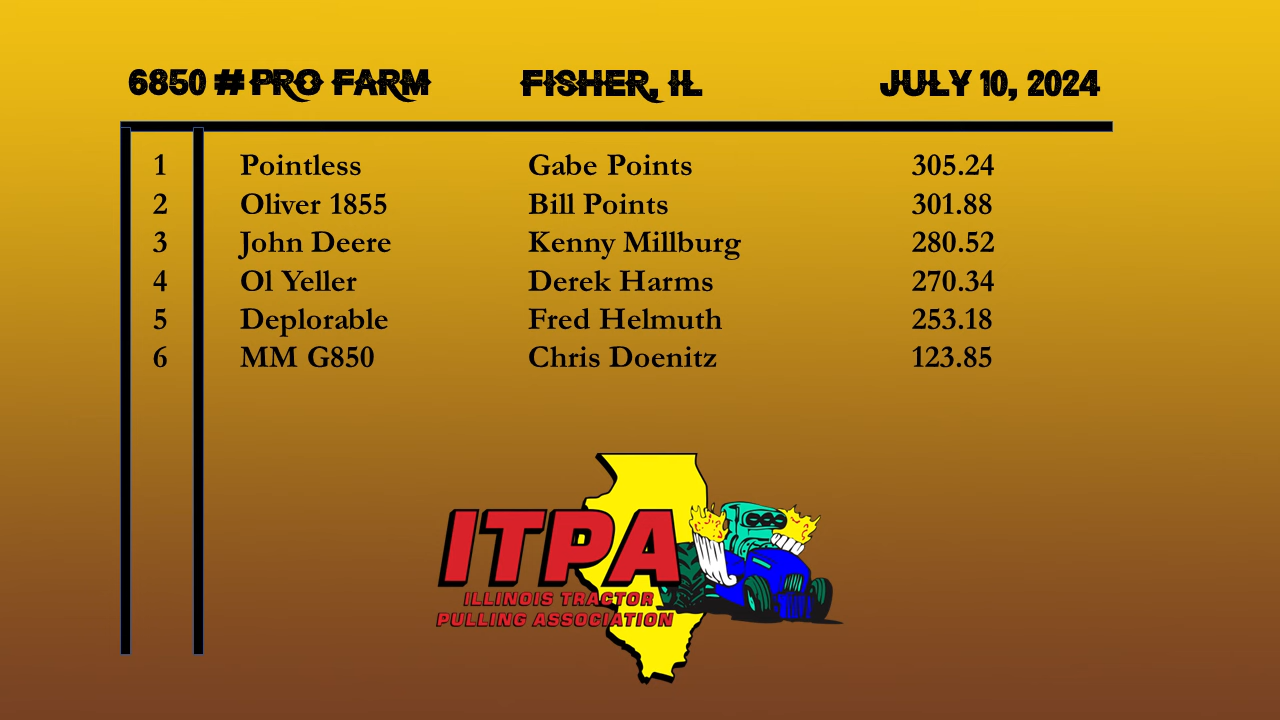 6850 # PRO FARM FISHER, IL JULY 10, 2024
1 Pointless Gabe Points 305.24
2 Oliver 1855 Bill Points 301.88
3 John Deere Kenny Millburg 280.52
4 Ol Yeller Derek Harms 270.34
5 Deplorable Fred Helmuth 253.18
6 MM G850 Chris Doenitz 123.85
ITPA
ILLINOIS TRACTOR
PULLING ASSOCIATION